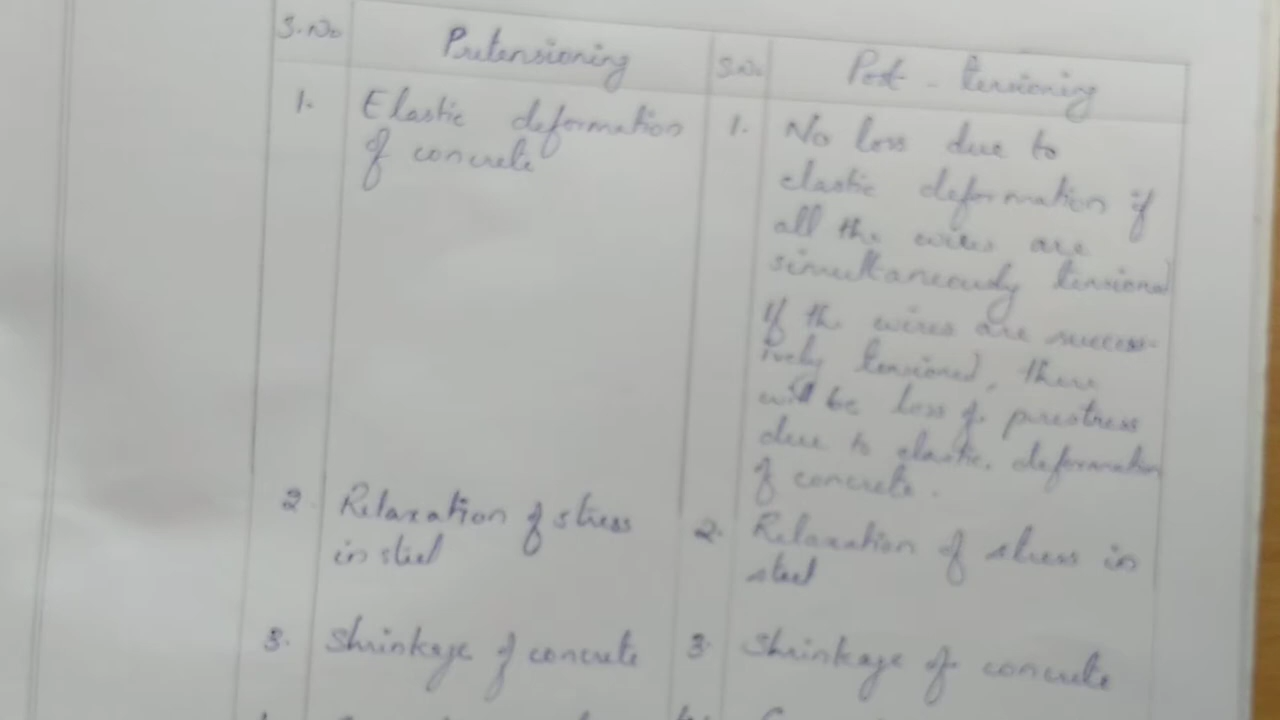 S.No Pretensioning S.No. Post - tensioning
1. Elastic deformation
of concrete
1. No loss due to
elastic deformation if
all the wires are
simultaneously tensioned
If the wires are success-
ively tensioned, there
will be loss of prestress
due to elastic deformation
of concrete.
2. Relaxation of stress
in steel
2. Relaxation of stress in
steel
3. Shrinkage of concrete
3. Shrinkage of concrete